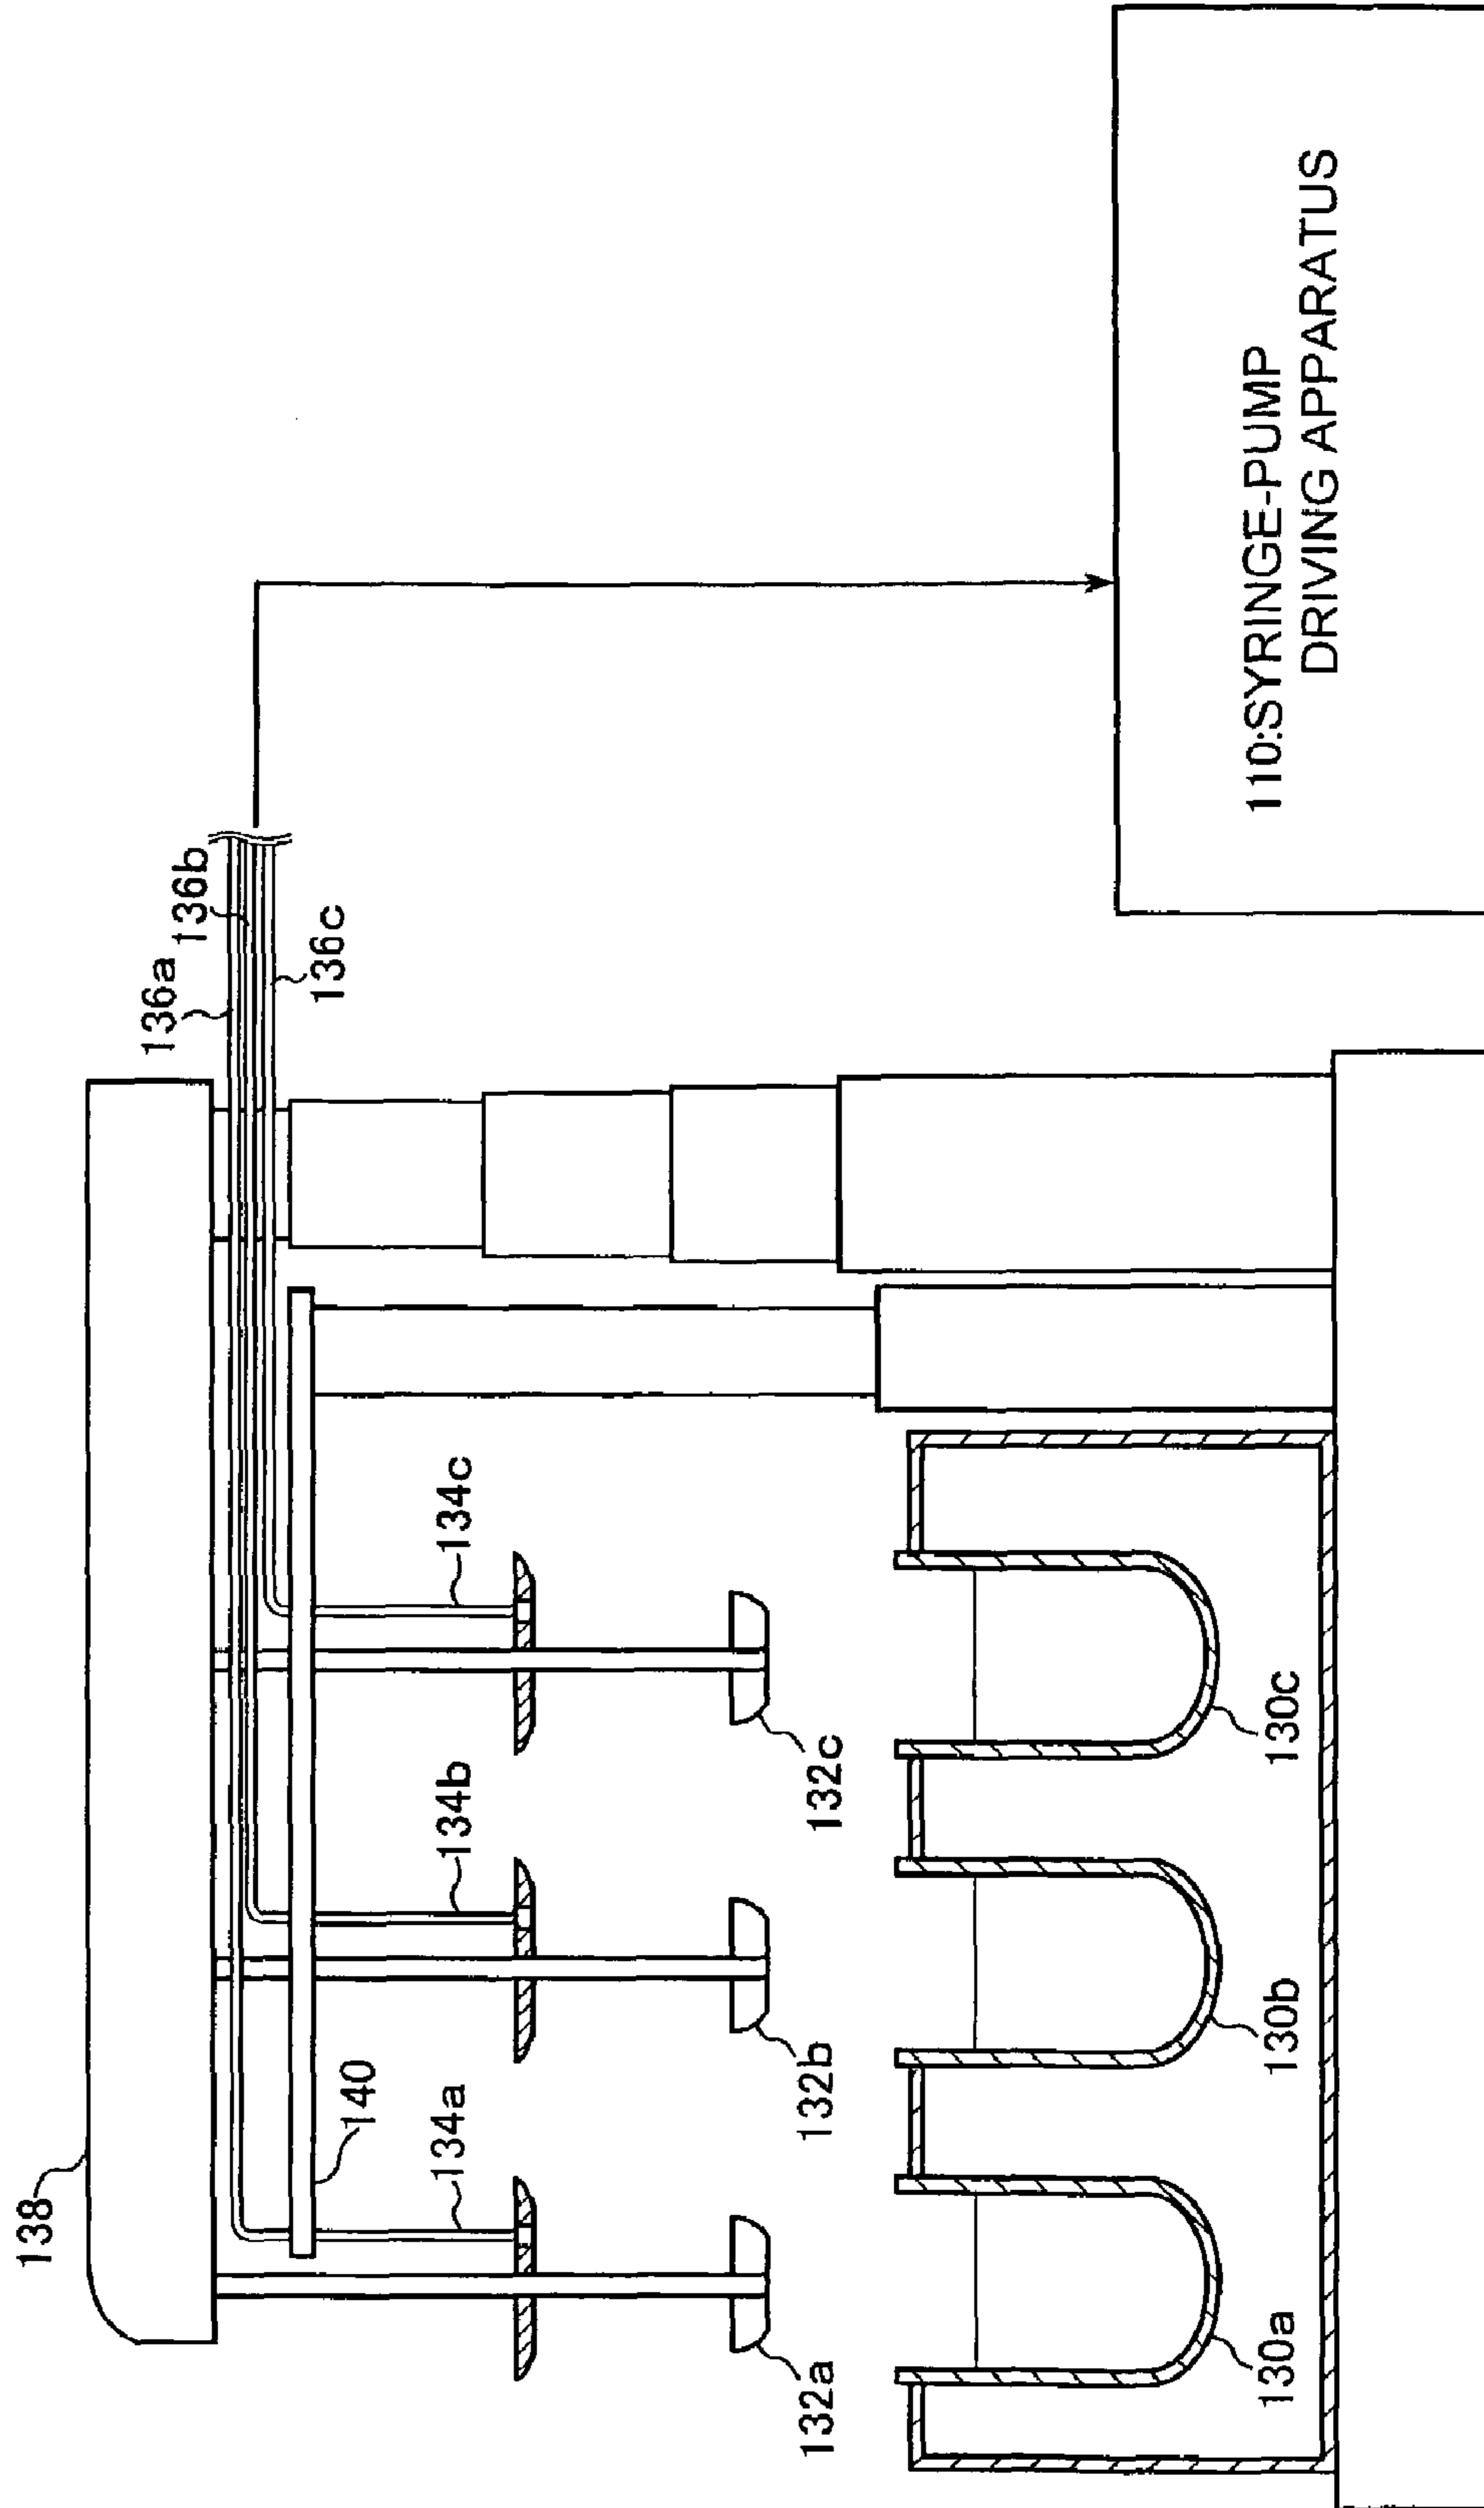 138
136a
136b
136c
140
134a
134b
134c
132a
132b
132c
130a
130b
130c
110:SYRINGE-PUMP
DRIVING APPARATUS